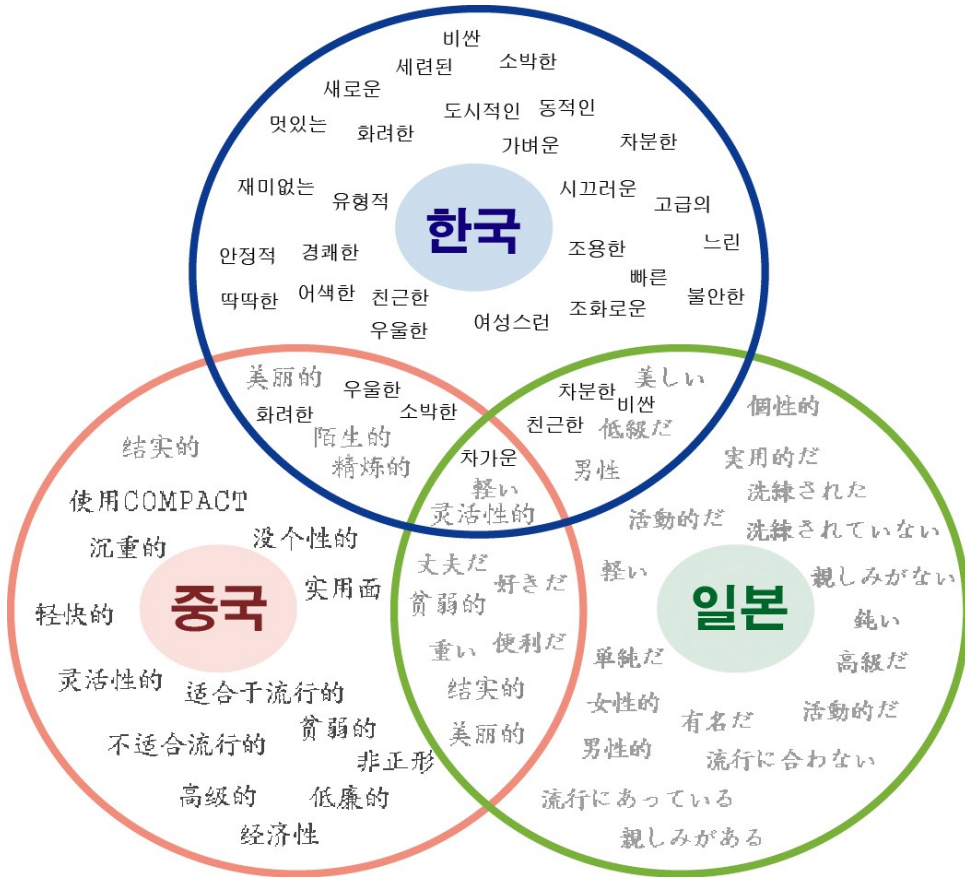 비싼
세련된
소박한
새로운
도시적인
동적인
멋있는
화려한
가벼운
차분한
재미없는
유형적
시끄러운
고급의
한국
안정적
경쾌한
조용한
느린
빠른
딱딱한
어색한
친근한
조화로운
불안한
우울한
여성스런
美丽的
우울한
화려한
소박한
陌生的
精炼的
차분한
美しい
비싼
친근한
低級だ
男性
차가운
軽い
灵活性的
结实的
使用COMPACT
沉重的
没个性的
实用面
중국
轻快的
灵活性的
适合于流行的
贫弱的
不适合流行的
非正形
高级的
低廉的
经济性
丈夫だ
好きだ
貧弱的
重い
便利だ
结实的
美丽的
個性的
実用的だ
洗練された
活動的だ
洗練されていない
軽い
親しみがない
일본
鈍い
単純だ
高級だ
女性的
有名だ
活動的だ
男性的
流行に合わない
流行にあっている
親しみがある